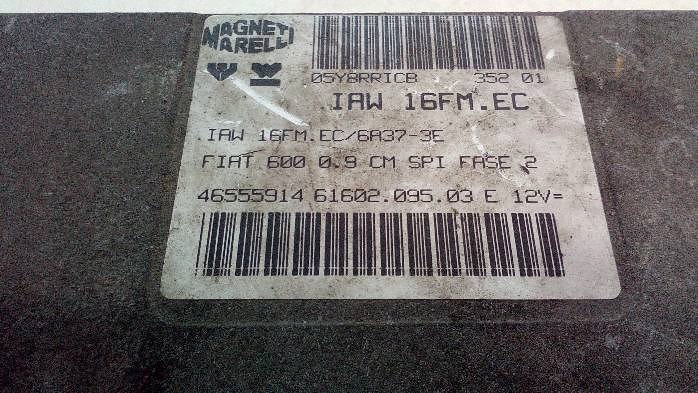 MAGNETI
MARELLI
05Y8RRICB 352 01
IAW 16FM.EC
IAW 16FM.EC/6A37-3E
FIAT 600 0.9 CM SPI FASE 2
46555914 61602.095.03 E 12V=